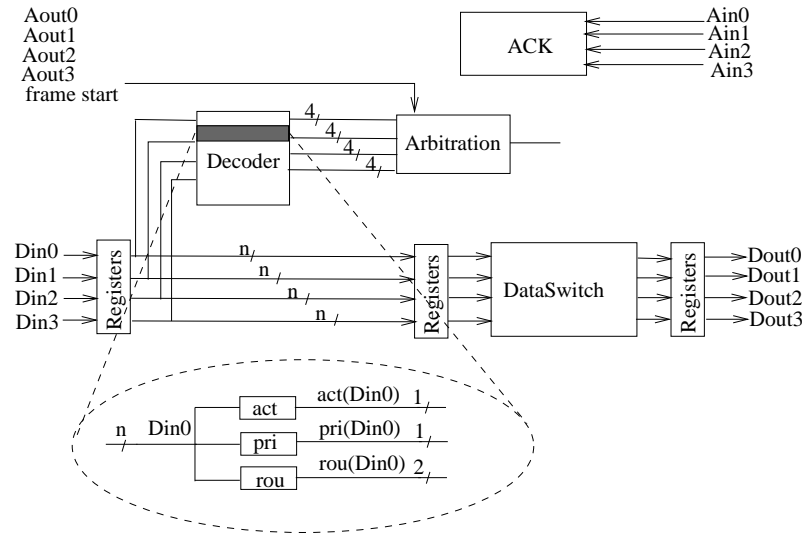 Aout0
Aout1
Aout2
Aout3
frame start
ACK
Ain0
Ain1
Ain2
Ain3
4
4
4
4
Decoder
Arbitration
Din0
Din1
Din2
Din3
Registers
n
n
n
n
Registers
DataSwitch
Registers
Dout0
Dout1
Dout2
Dout3
n
Din0
act
act(Din0)
1
pri
pri(Din0)
1
rou
rou(Din0)
2